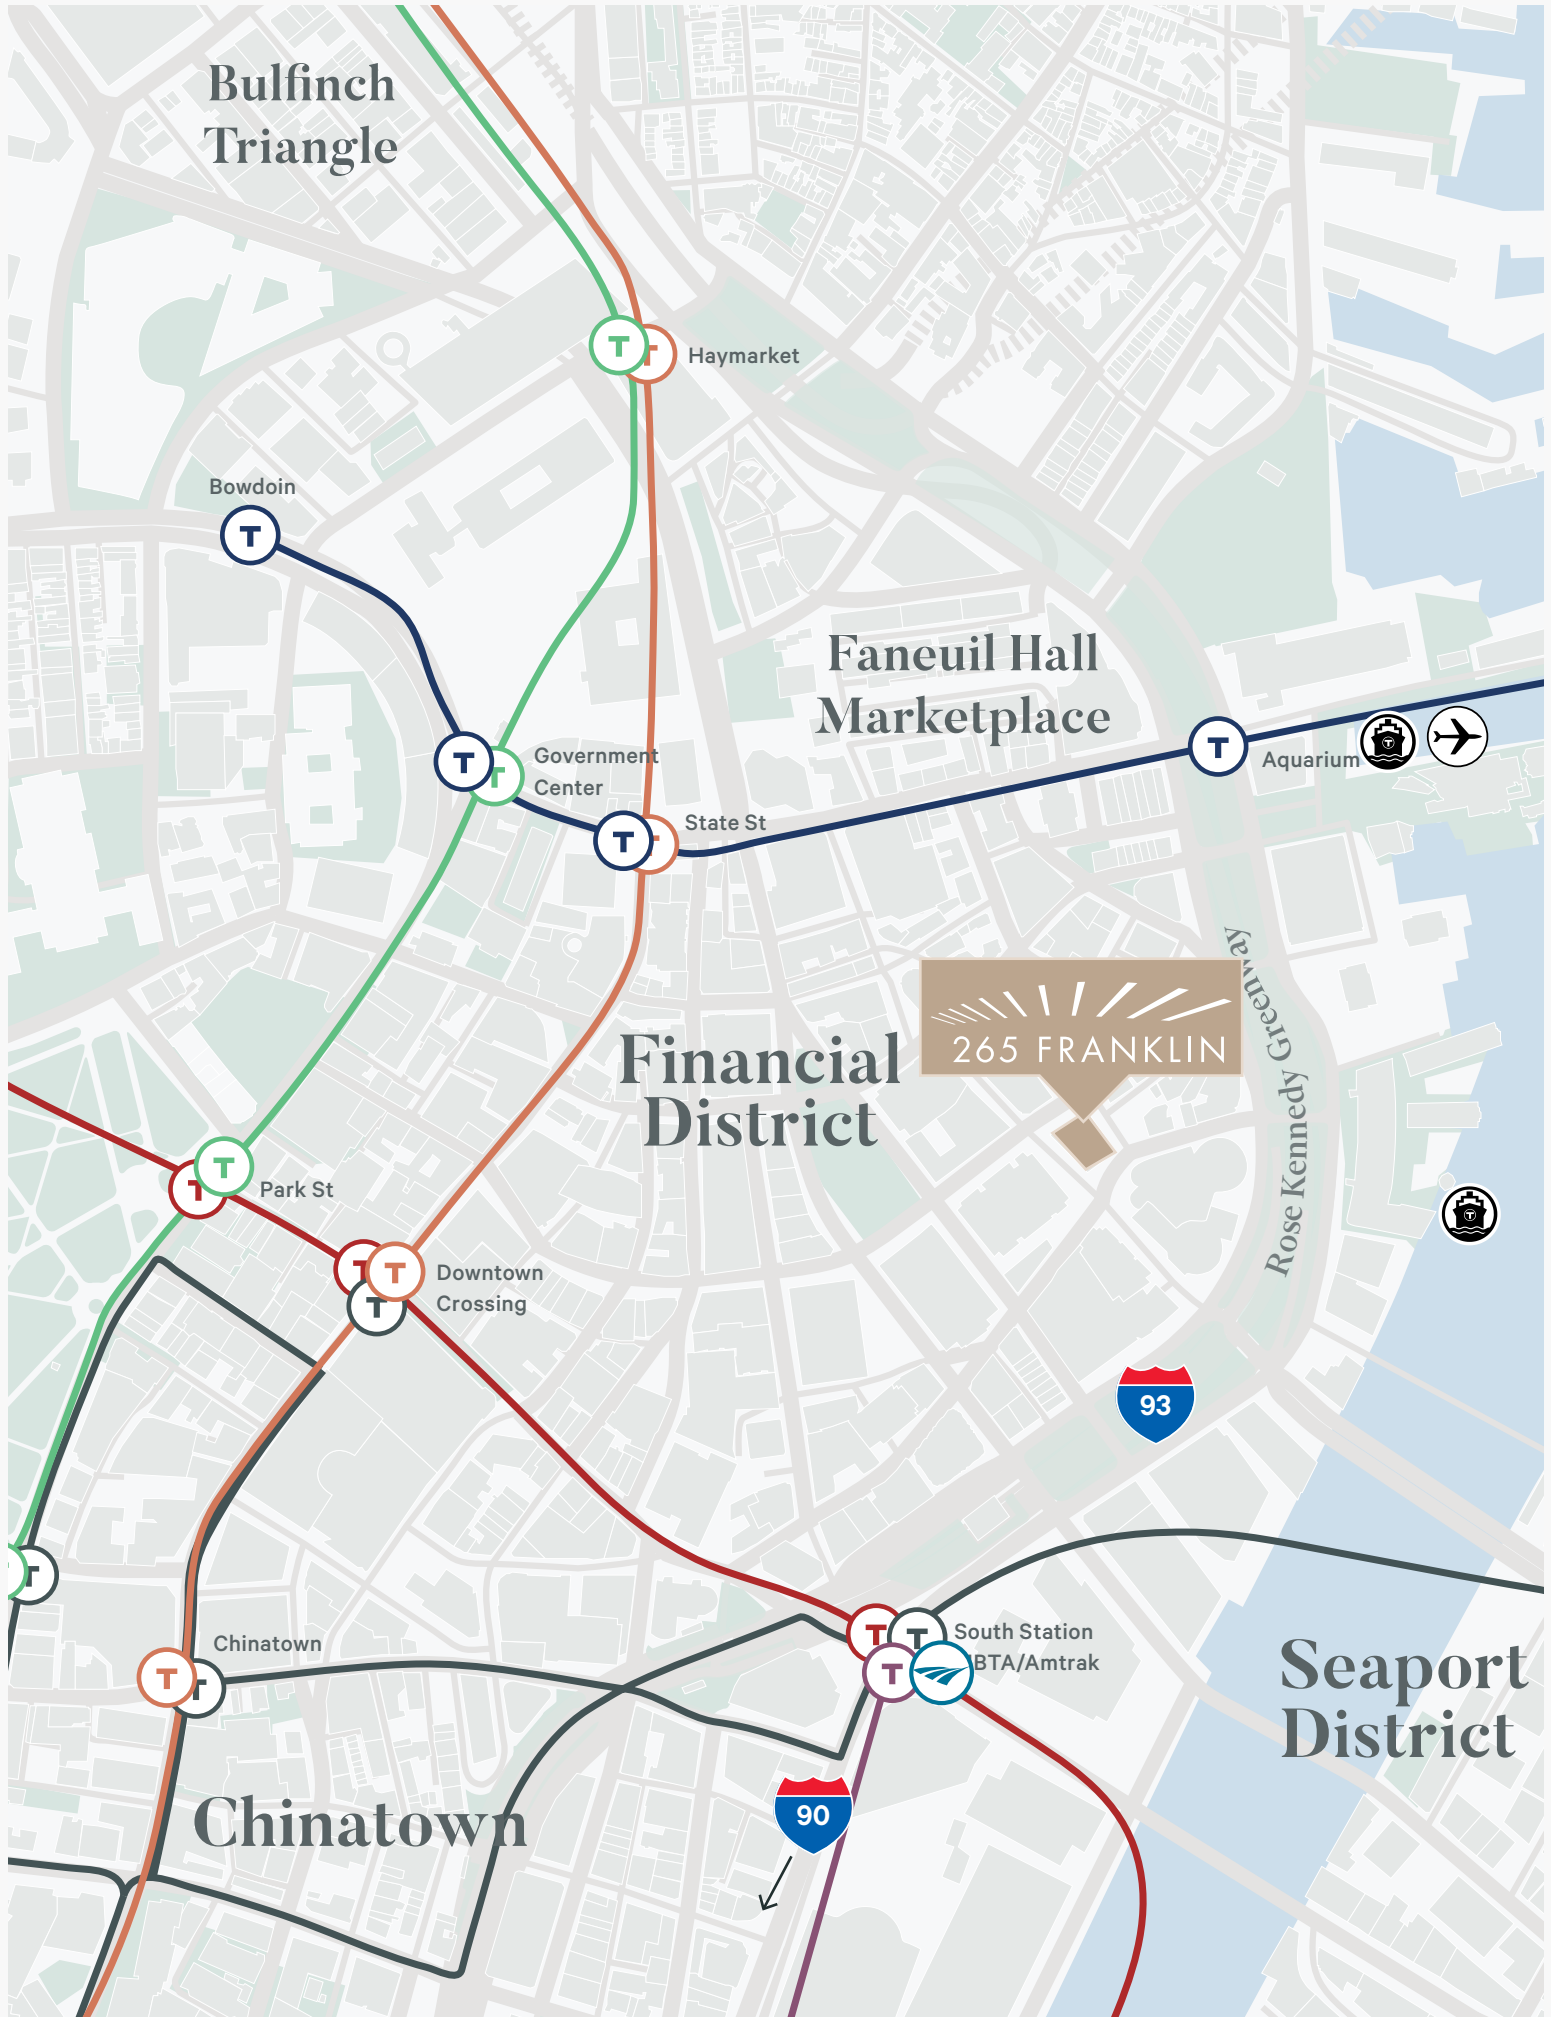 Bulfinch
Triangle
T
T
Haymarket
Bowdoin
T
Faneuil Hall
Marketplace
T
T
Government
Center
T
Aquarium
T
State St
T
265 FRANKLIN
Rose Kennedy Greenway
Financial
District
T
T
Park St
T
T
T
Downtown
Crossing
T
93
T
Chinatown
T
T
T
T
T
South Station
BTA/Amtrak
Seaport
District
90
Chinatown